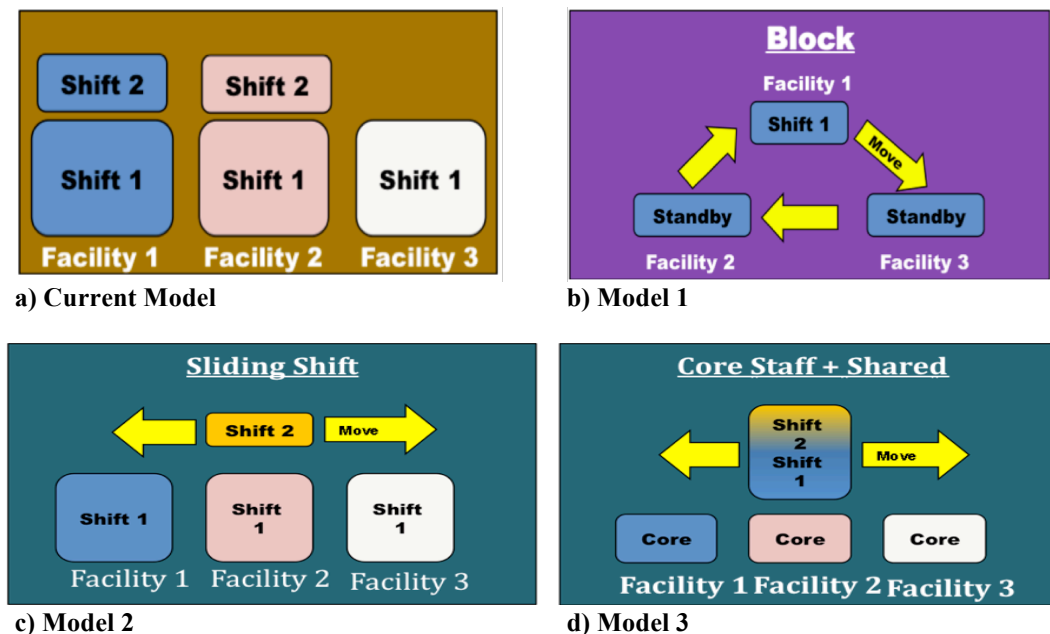 Shift 2
Shift 2
Shift 1
Shift 1
Shift 1
Facility 1
Facility 2
Facility 3
a) Current Model
Block
Facility 1
Shift 1
Move
Standby
Standby
Facility 2
Facility 3
b) Model 1
Sliding Shift
Shift 2
Move
Shift 1
Shift
1
Shift
1
Facility 1
Facility 2
Facility 3
c) Model 2
Core Staff + Shared
Shift
2
Shift
1
Move
Core
Core
Core
Facility 1
Facility 2
Facility 3
d) Model 3